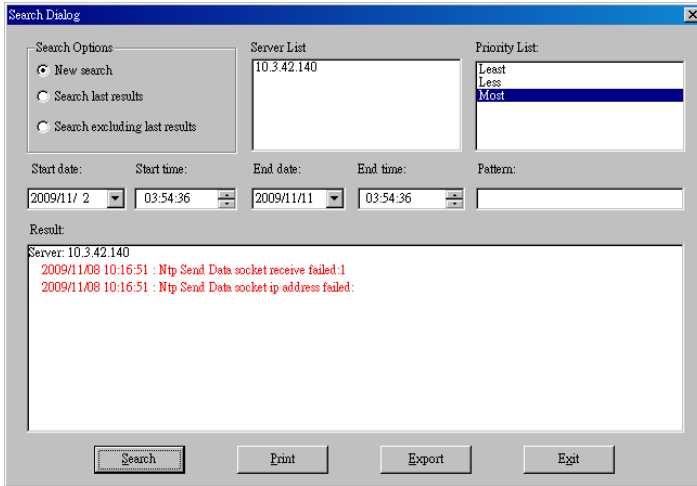 Search Dialog
Search Options
New search
Search last results
Search excluding last results
Server List
10.3.42.140
Priority List:
Least
Less
Most
Start date:
Start time:
End date:
End time:
Pattern:
2009/11/ 2
03:54:36
2009/11/11
03:54:36
Result:
Server: 10.3.42.140
2009/11/08 10:16:51 : Ntp Send Data socket receive failed:1
2009/11/08 10:16:51 : Ntp Send Data socket ip address failed:
Search
Print
Export
Exit